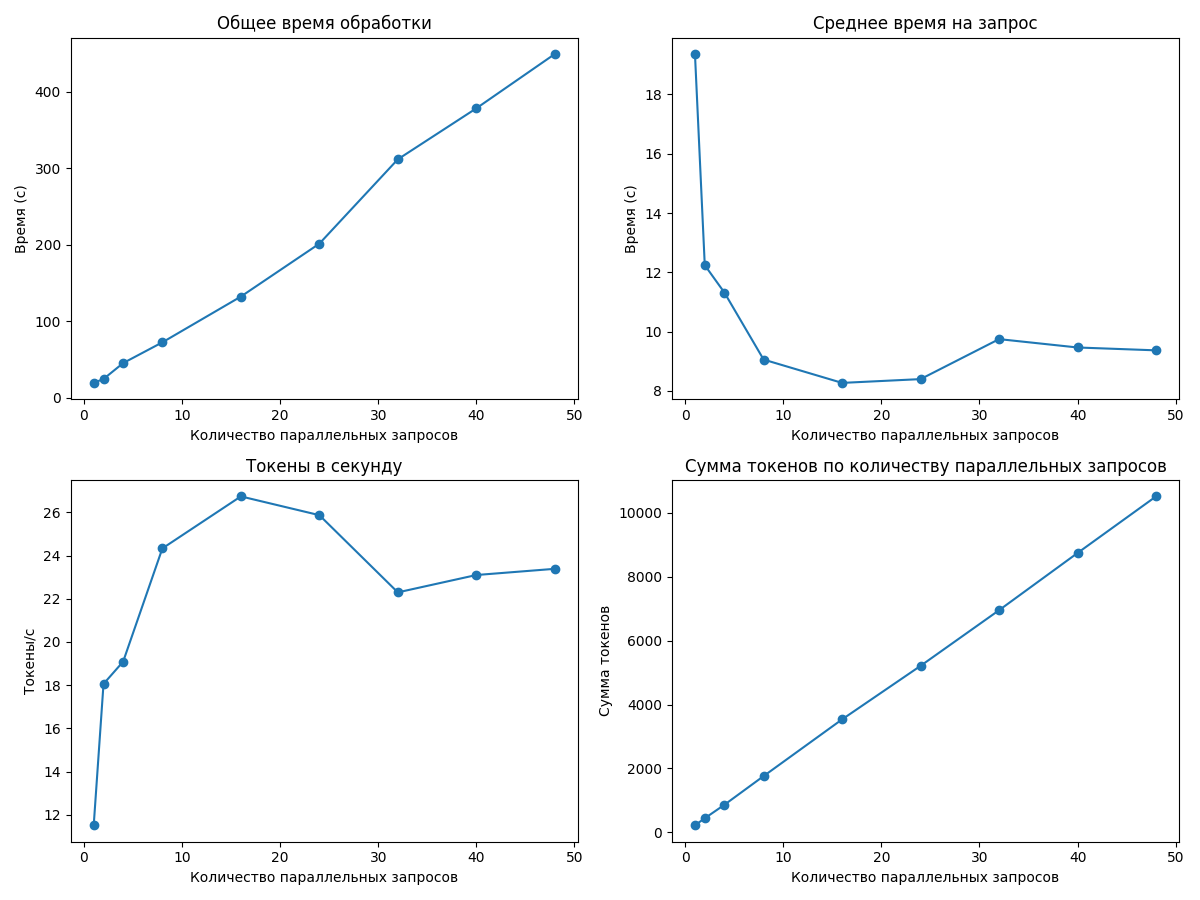 Общее время обработки
Время (с)
400
300
200
100
0
0 10 20 30 40 50
Количество параллельных запросов
Среднее время на запрос
Время (с)
18
16
14
12
10
8
0 10 20 30 40 50
Количество параллельных запросов
Токены в секунду
Токены/с
26
24
22
20
18
16
14
12
0 10 20 30 40 50
Количество параллельных запросов
Сумма токенов по количеству параллельных запросов
Сумма токенов
10000
8000
6000
4000
2000
0
0 10 20 30 40 50
Количество параллельных запросов